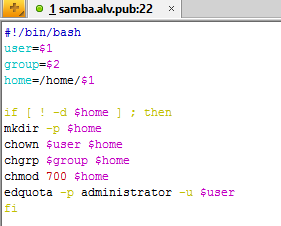 1 samba.alv.pub:22
#!/bin/bash
user=$1
group=$2
home=/home/$1
if [ ! -d $home ] ; then
mkdir -p $home
chown $user $home
chgrp $group $home
chmod 700 $home
edquota -p administrator -u $user
fi